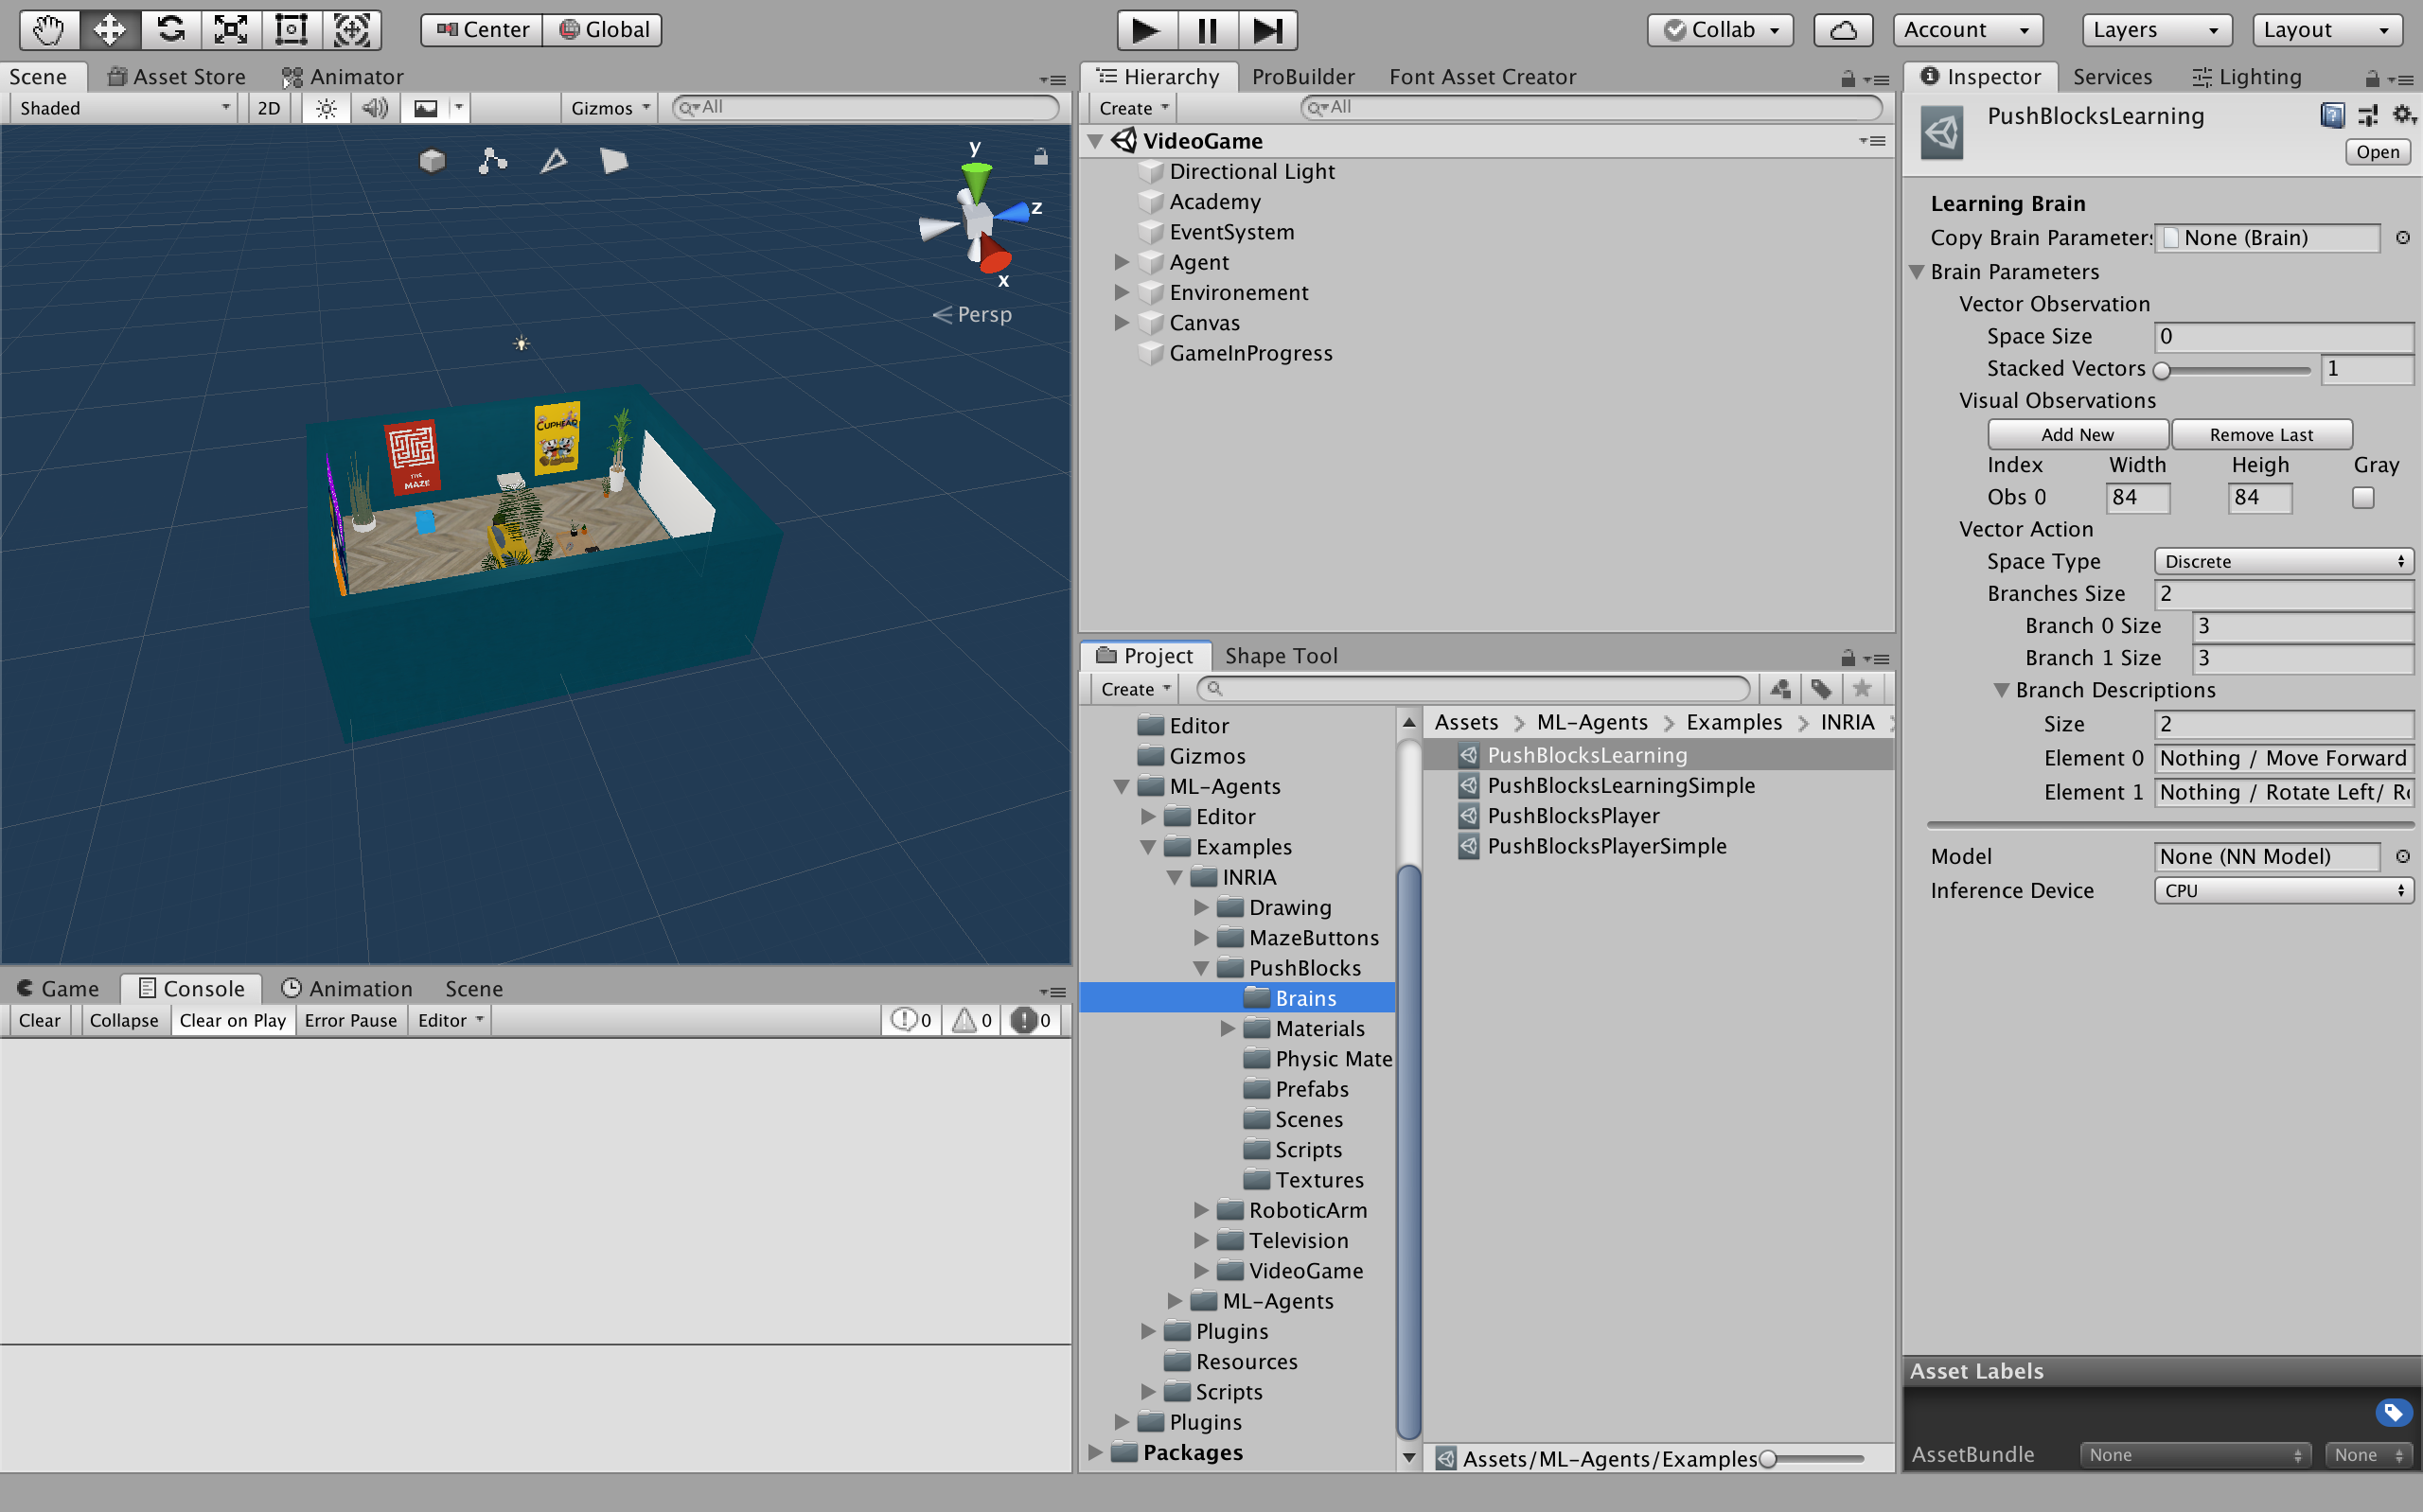 Center Global Collab Account Layers Layout
Scene Asset Store Animator
Shaded 2D Gizmos All
y
z
x
Persp
CUPHEAD
THE
MAZE
Hierarchy ProBuilder Font Asset Creator
Create All
VideoGame
Directional Light
Academy
EventSystem
Agent
Environement
Canvas
GameInProgress
Game Console Animation Scene
Clear Collapse Clear on Play Error Pause Editor 0 0 0
Project Shape Tool
Create
Editor
Gizmos
ML-Agents
Editor
Examples
INRIA
Drawing
MazeButtons
PushBlocks
Brains
Materials
Physic Mate
Prefabs
Scenes
Scripts
Textures
RoboticArm
Television
VideoGame
ML-Agents
Plugins
Resources
Scripts
Plugins
Packages
Assets > ML-Agents > Examples > INRIA >
PushBlocksLearning
PushBlocksLearningSimple
PushBlocksPlayer
PushBlocksPlayerSimple
Assets/ML-Agents/Examples
Inspector Services Lighting
PushBlocksLearning
Open
Learning Brain
Copy Brain Parameters None (Brain)
Brain Parameters
Vector Observation
Space Size 0
Stacked Vectors 1
Visual Observations
Add New Remove Last
Index Width Heigh Gray
Obs 0 84 84
Vector Action
Space Type Discrete
Branches Size 2
Branch 0 Size 3
Branch 1 Size 3
Branch Descriptions
Size 2
Element 0 Nothing / Move Forward
Element 1 Nothing / Rotate Left/ Ro
Model None (NN Model)
Inference Device CPU
Asset Labels
AssetBundle None None